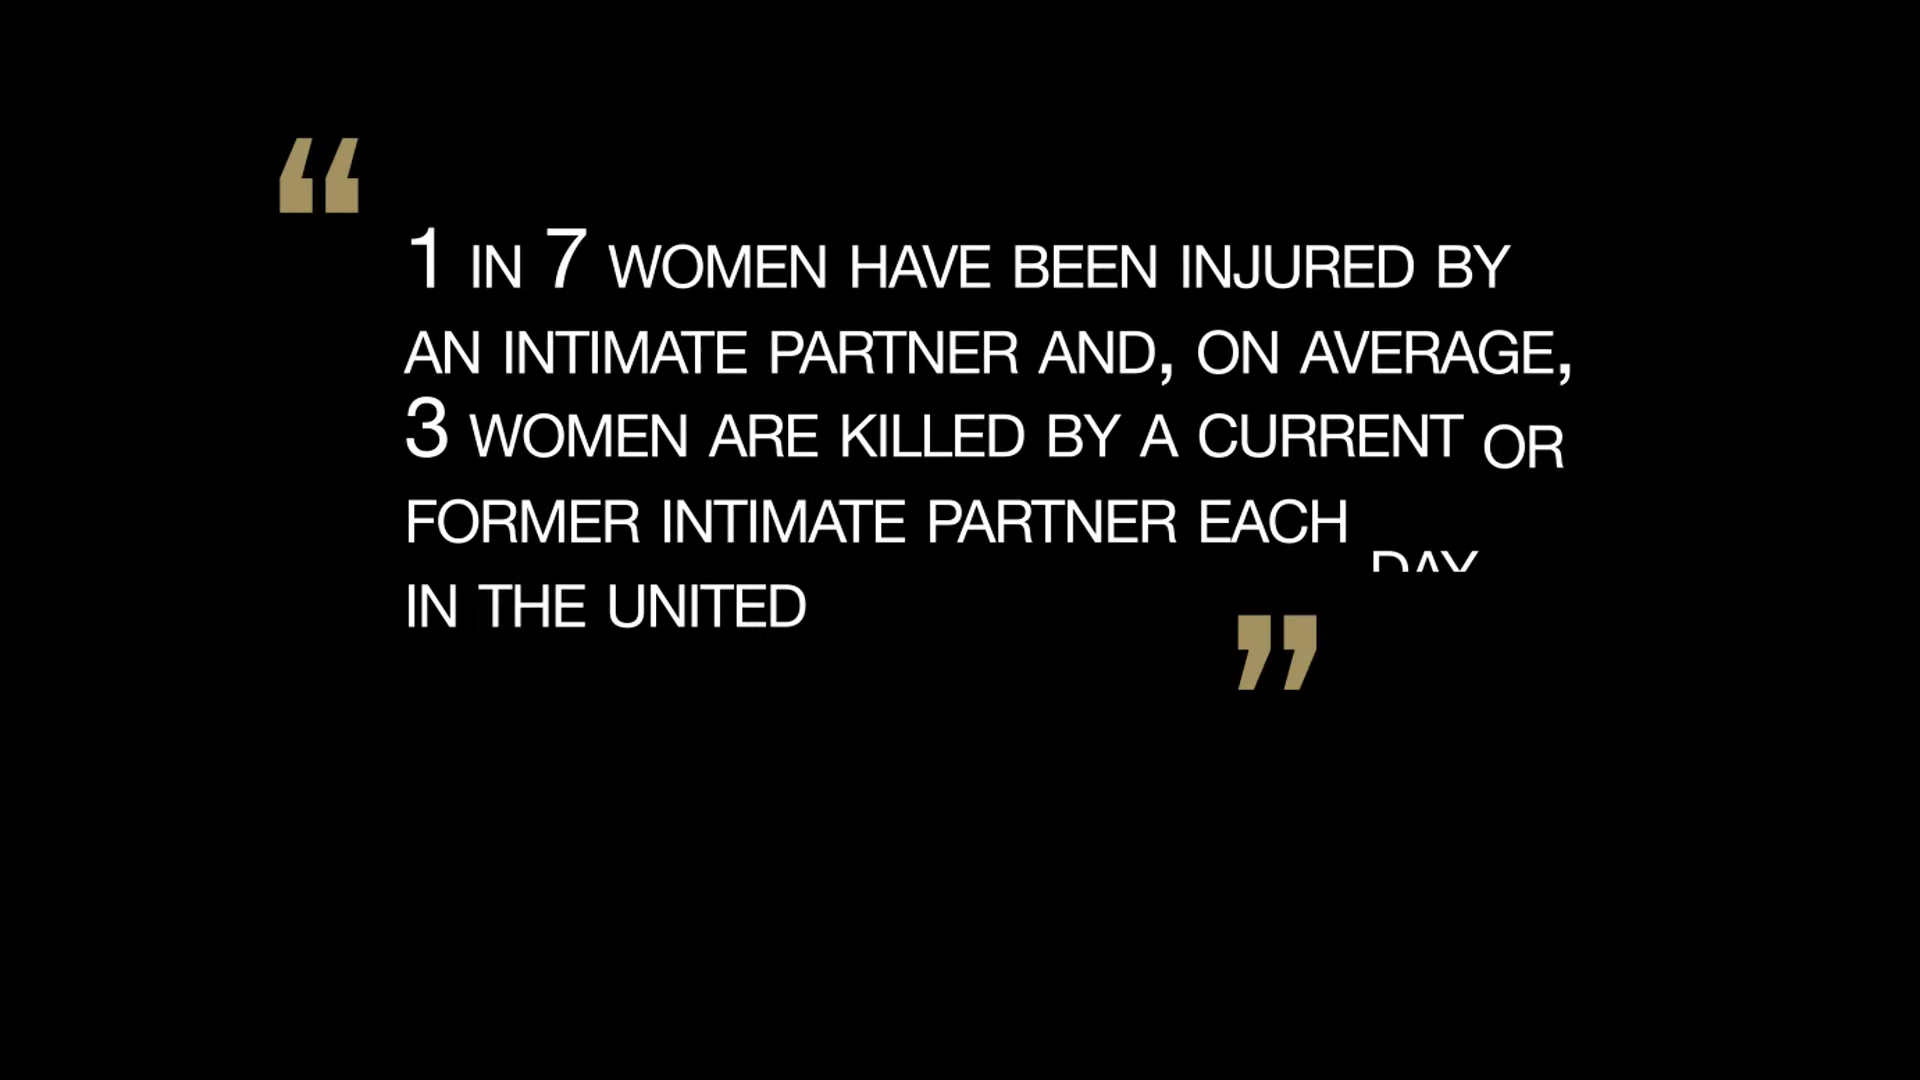 “
1 IN 7 WOMEN HAVE BEEN INJURED BY
AN INTIMATE PARTNER AND, ON AVERAGE,
3 WOMEN ARE KILLED BY A CURRENT OR
FORMER INTIMATE PARTNER EACH DAY
IN THE UNITED
”